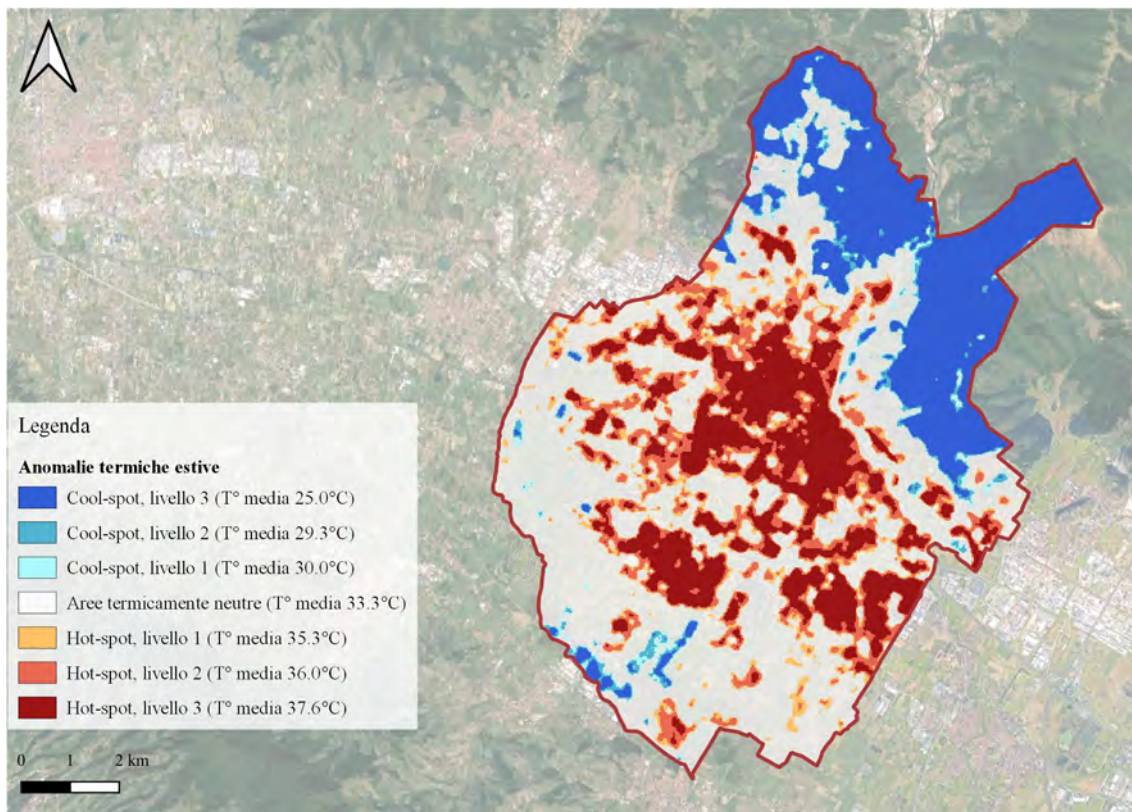 Legenda
Anomalie termiche estive
Cool-spot, livello 3 (T° media 25.0°C)
Cool-spot, livello 2 (T° media 29.3°C)
Cool-spot, livello 1 (T° media 30.0°C)
Aree termicamente neutre (T° media 33.3°C)
Hot-spot, livello 1 (T° media 35.3°C)
Hot-spot, livello 2 (T° media 36.0°C)
Hot-spot, livello 3 (T° media 37.6°C)
0 1 2 km